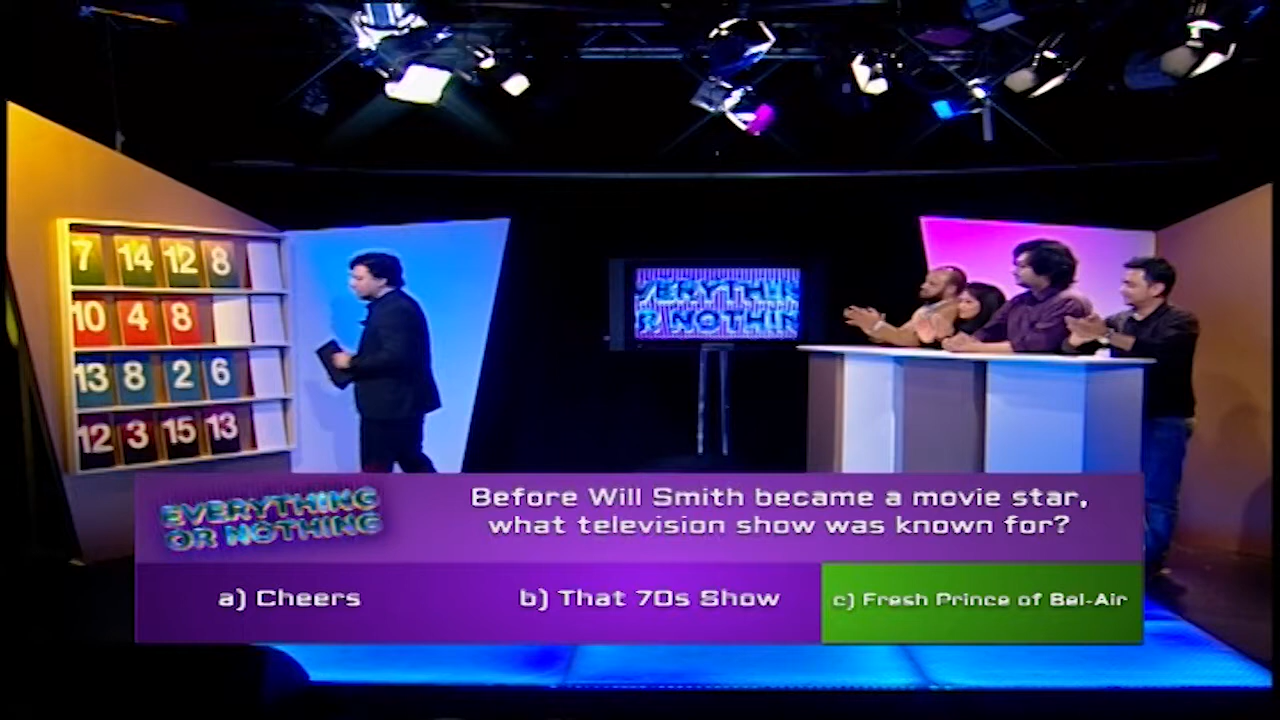 7 14 12 8
10 4 8
13 8 2 6
12 3 15 13
EVERYTHIN
R NOTHIN
EVERYTHING
OR NOTHING
Before Will Smith became a movie star,
what television show was known for?
a) Cheers
b) That 70s Show
c) Fresh Prince of Bel-Air